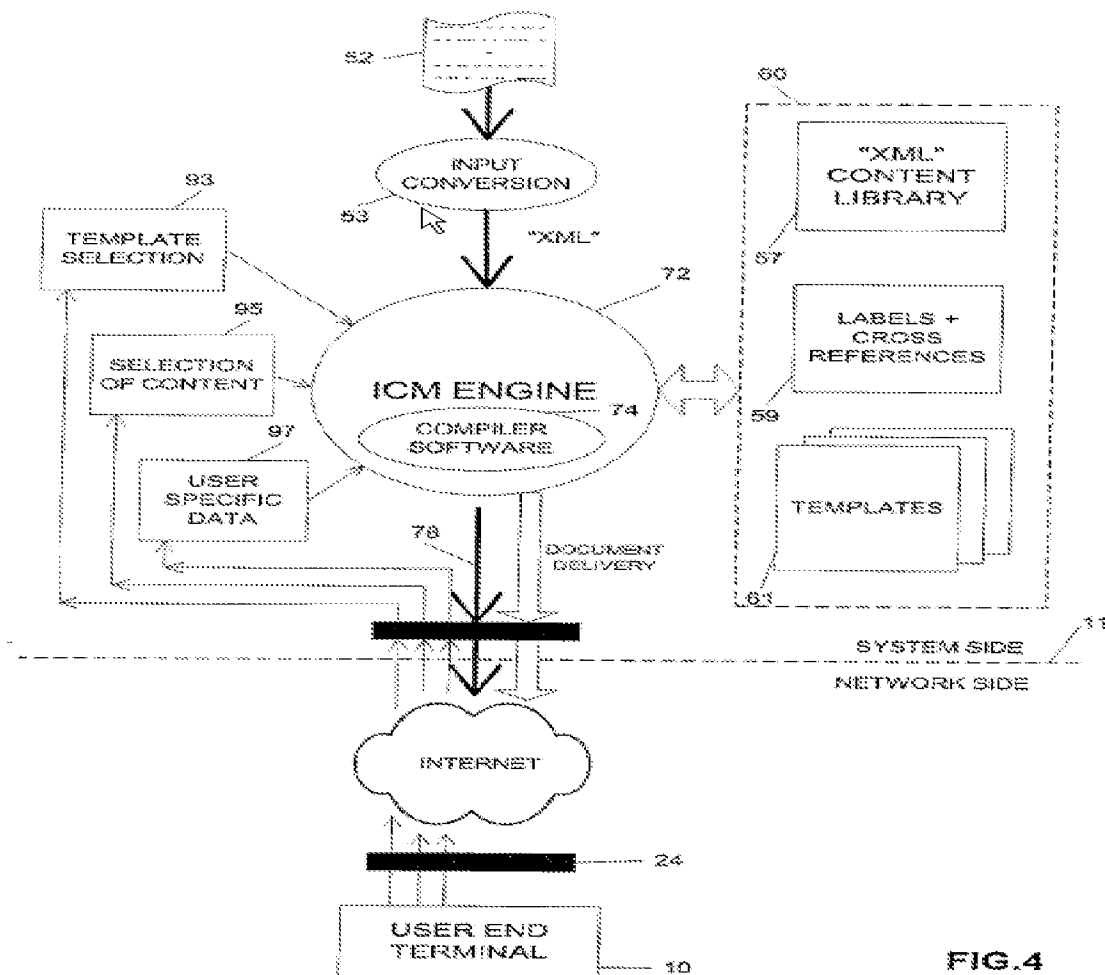 52
INPUT
CONVERSION
53
"XML"
60
"XML"
CONTENT
LIBRARY
57
93
TEMPLATE
SELECTION
72
95
SELECTION
OF CONTENT
LABELS +
CROSS
REFERENCES
59
ICM ENGINE
74
COMPILER
SOFTWARE
97
USER
SPECIFIC
DATA
TEMPLATES
63
78
DOCUMENT
DELIVERY
11
SYSTEM SIDE
NETWORK SIDE
INTERNET
24
USER END
TERMINAL
10
FIG.4